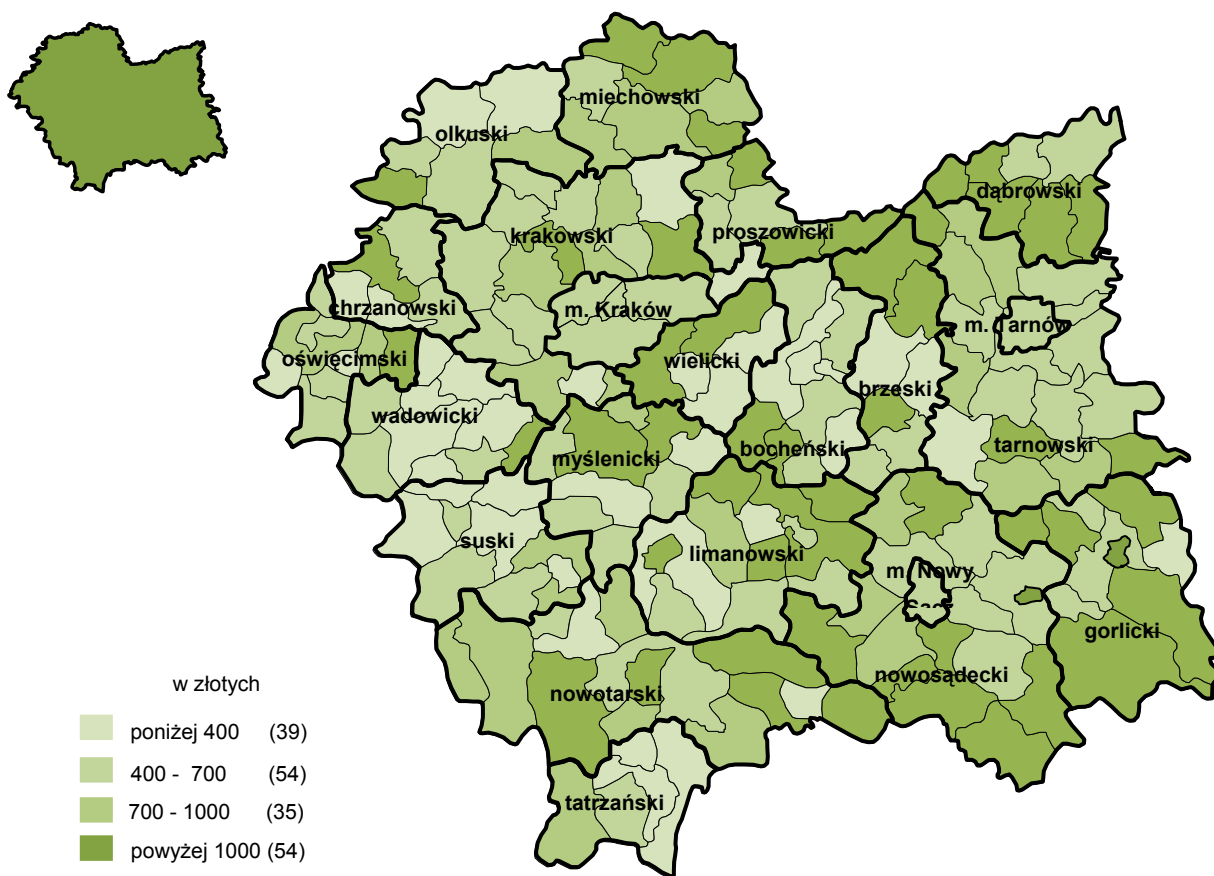 miechowski
olkuski
dąbrowski
krakowski
proszowicki
chrzanowski
m. Kraków
m. Tarnów
oświęcimski
wielicki
brzeski
wadowicki
myślenicki
bocheński
tarnowski
suski
limanowski
m. Nowy
Sącz
gorlicki
nowotarski
nowosądecki
tatrzański
w złotych
poniżej 400 (39)
400 - 700 (54)
700 - 1000 (35)
powyżej 1000 (54)